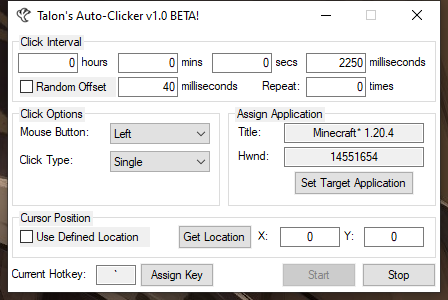 Talon's Auto-Clicker v1.0 BETA!
Click Interval
0 hours 0 mins 0 secs 2250 milliseconds
Random Offset 40 milliseconds Repeat: 0 times
Click Options Assign Application
Mouse Button: Left Title: Minecraft* 1.20.4
Click Type: Single Hwnd: 14551654
Set Target Application
Cursor Position
Use Defined Location Get Location X: 0 Y: 0
Current Hotkey: ` Assign Key Start Stop